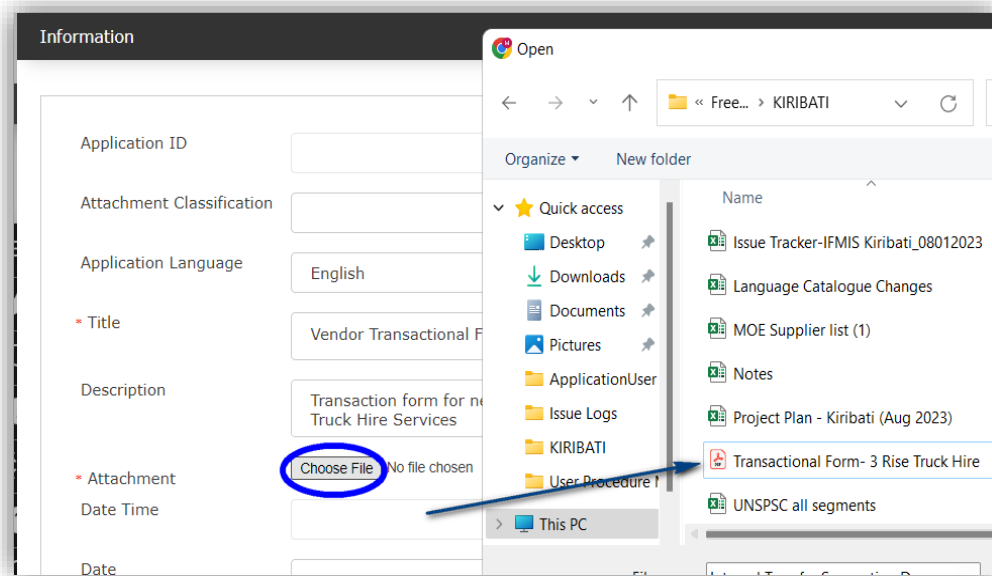 Information
Application ID
Attachment Classification
Application Language
English
* Title
Vendor Transactional F
Description
Transaction form for ne
Truck Hire Services
* Attachment
Choose File No file chosen
Date Time
Date
Open
« Free... > KIRIBATI
Organize
New folder
Quick access
Desktop
Downloads
Documents
Pictures
ApplicationUser
Issue Logs
KIRIBATI
User Procedure
This PC
Name
Issue Tracker-IFMIS Kiribati_08012023
Language Catalogue Changes
MOE Supplier list (1)
Notes
Project Plan - Kiribati (Aug 2023)
Transactional Form- 3 Rise Truck Hire
UNSPSC all segments